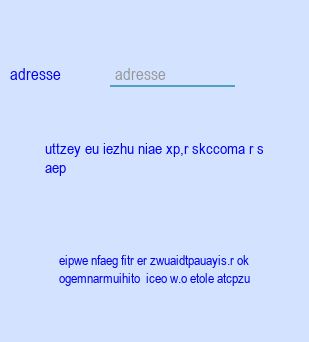 adresse adresse
uttzey eu iezhu niae xp,r skccoma r s
aep
eipwe nfaeg fitr er zwuaidtpauayis.r ok
ogemnarmuihito iceo w.o etole atcpzu